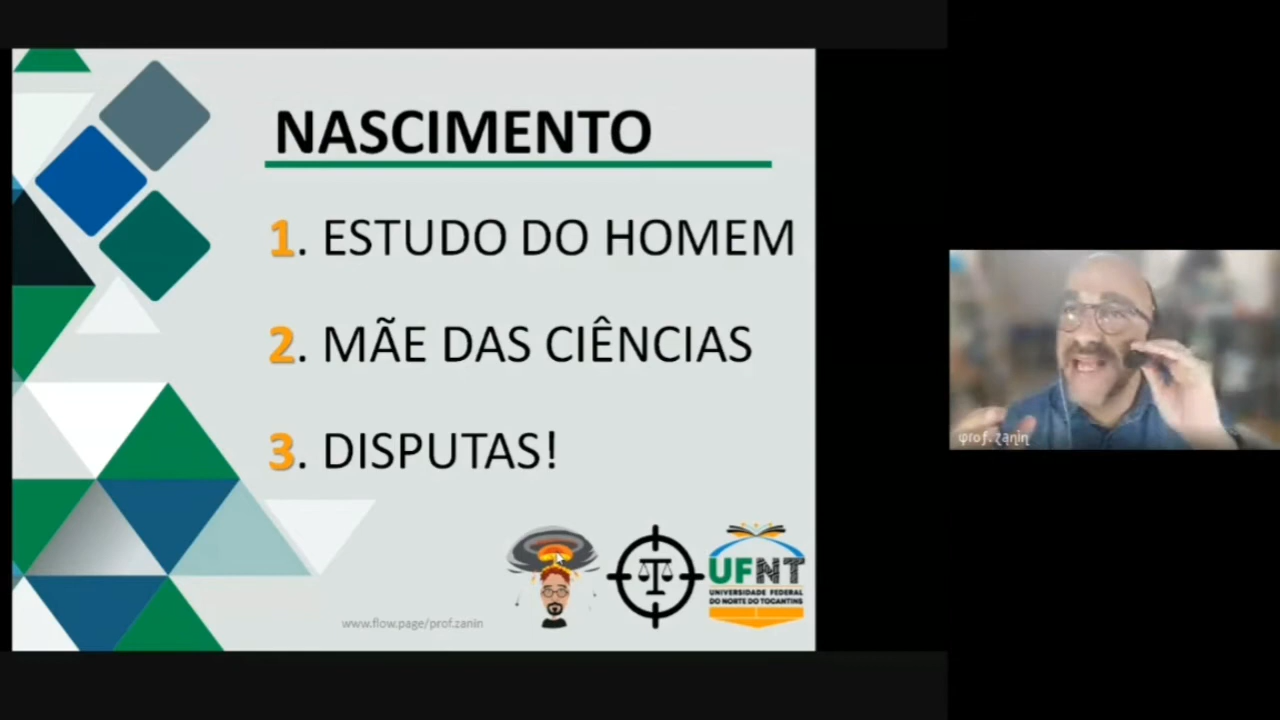 NASCIMENTO
1. ESTUDO DO HOMEM
2. MÃE DAS CIÊNCIAS
3. DISPUTAS!
www.flow.page/prof.zanin
UFNT
UNIVERSIDADE FEDERAL
DO NORTE DO TOCANTINS
prof. zanin